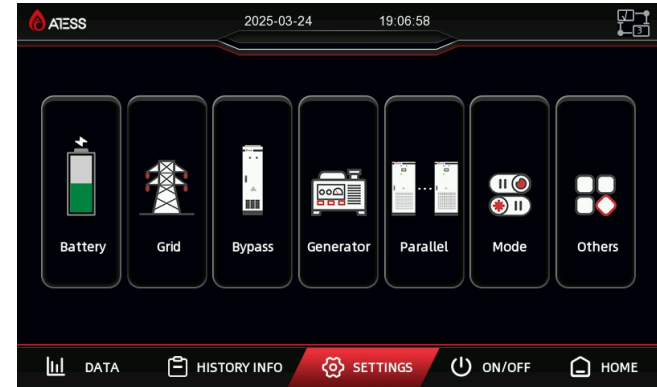 ATESS
2025-03-24 19:06:58
3
Battery Grid Bypass Generator Parallel Mode Others
DATA HISTORY INFO SETTINGS ON/OFF HOME